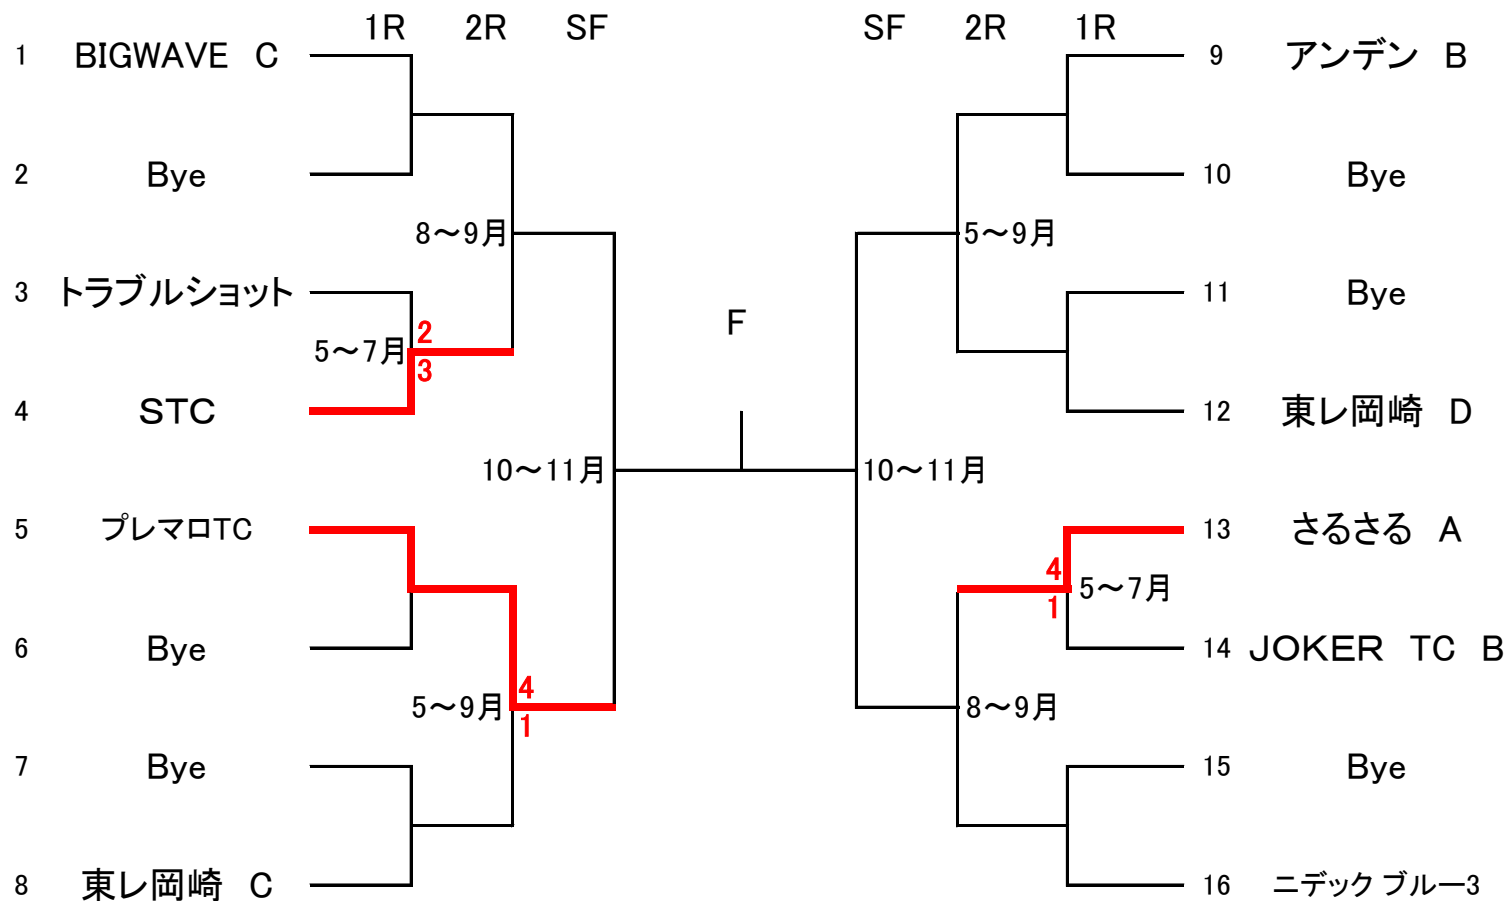 1R 2R SF SF 2R 1R
1 BIGWAVE C 9 アンデン B
2 Bye 10 Bye
8～9月 5～9月
3 トラブルショット 11 Bye
F
2
5～7月
3
4 STC 12 東レ岡崎 D
10～11月 10～11月
5 プレマロTC 13 さるさる A
4
5～7月
1
6 Bye 14 JOKER TC B
4
5～9月 8～9月
1
7 Bye 15 Bye
8 東レ岡崎 C 16 ニデック ブルー3